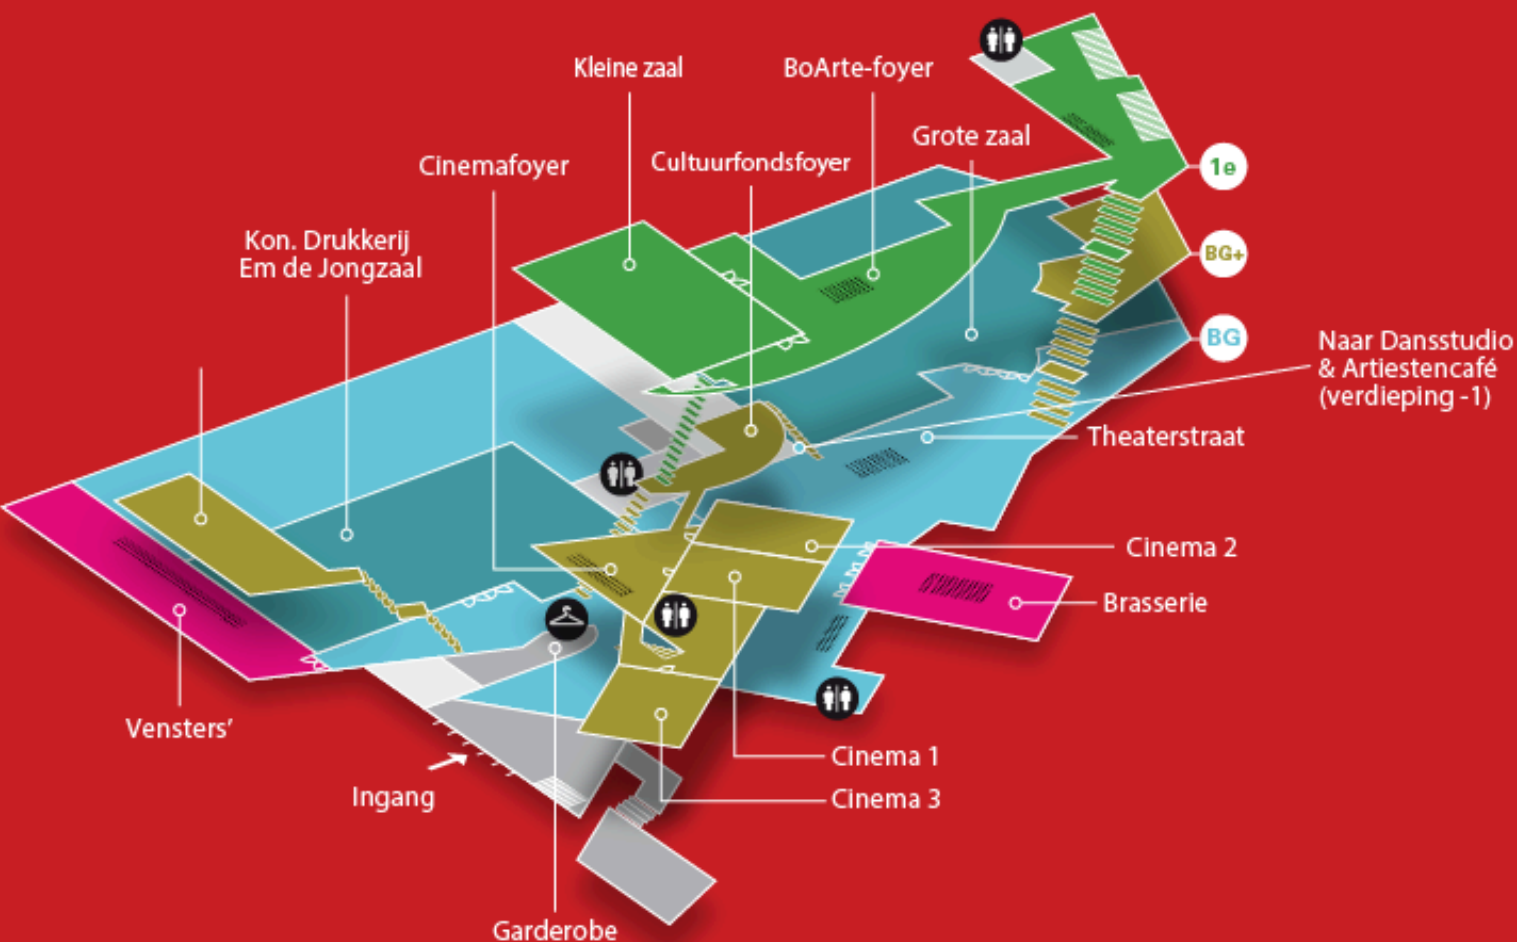 Kleine zaal
BoArte-foyer
Grote zaal
Cinemafoyer
Cultuurfondsfoyer
1e
Kon. Drukkerij
Em de Jongzaal
BG+
BG
Naar Dansstudio
& Artiestencafé
(verdieping -1)
Theaterstraat
Cinema 2
Brasserie
Vensters’
Cinema 1
Ingang
Cinema 3
Garderobe